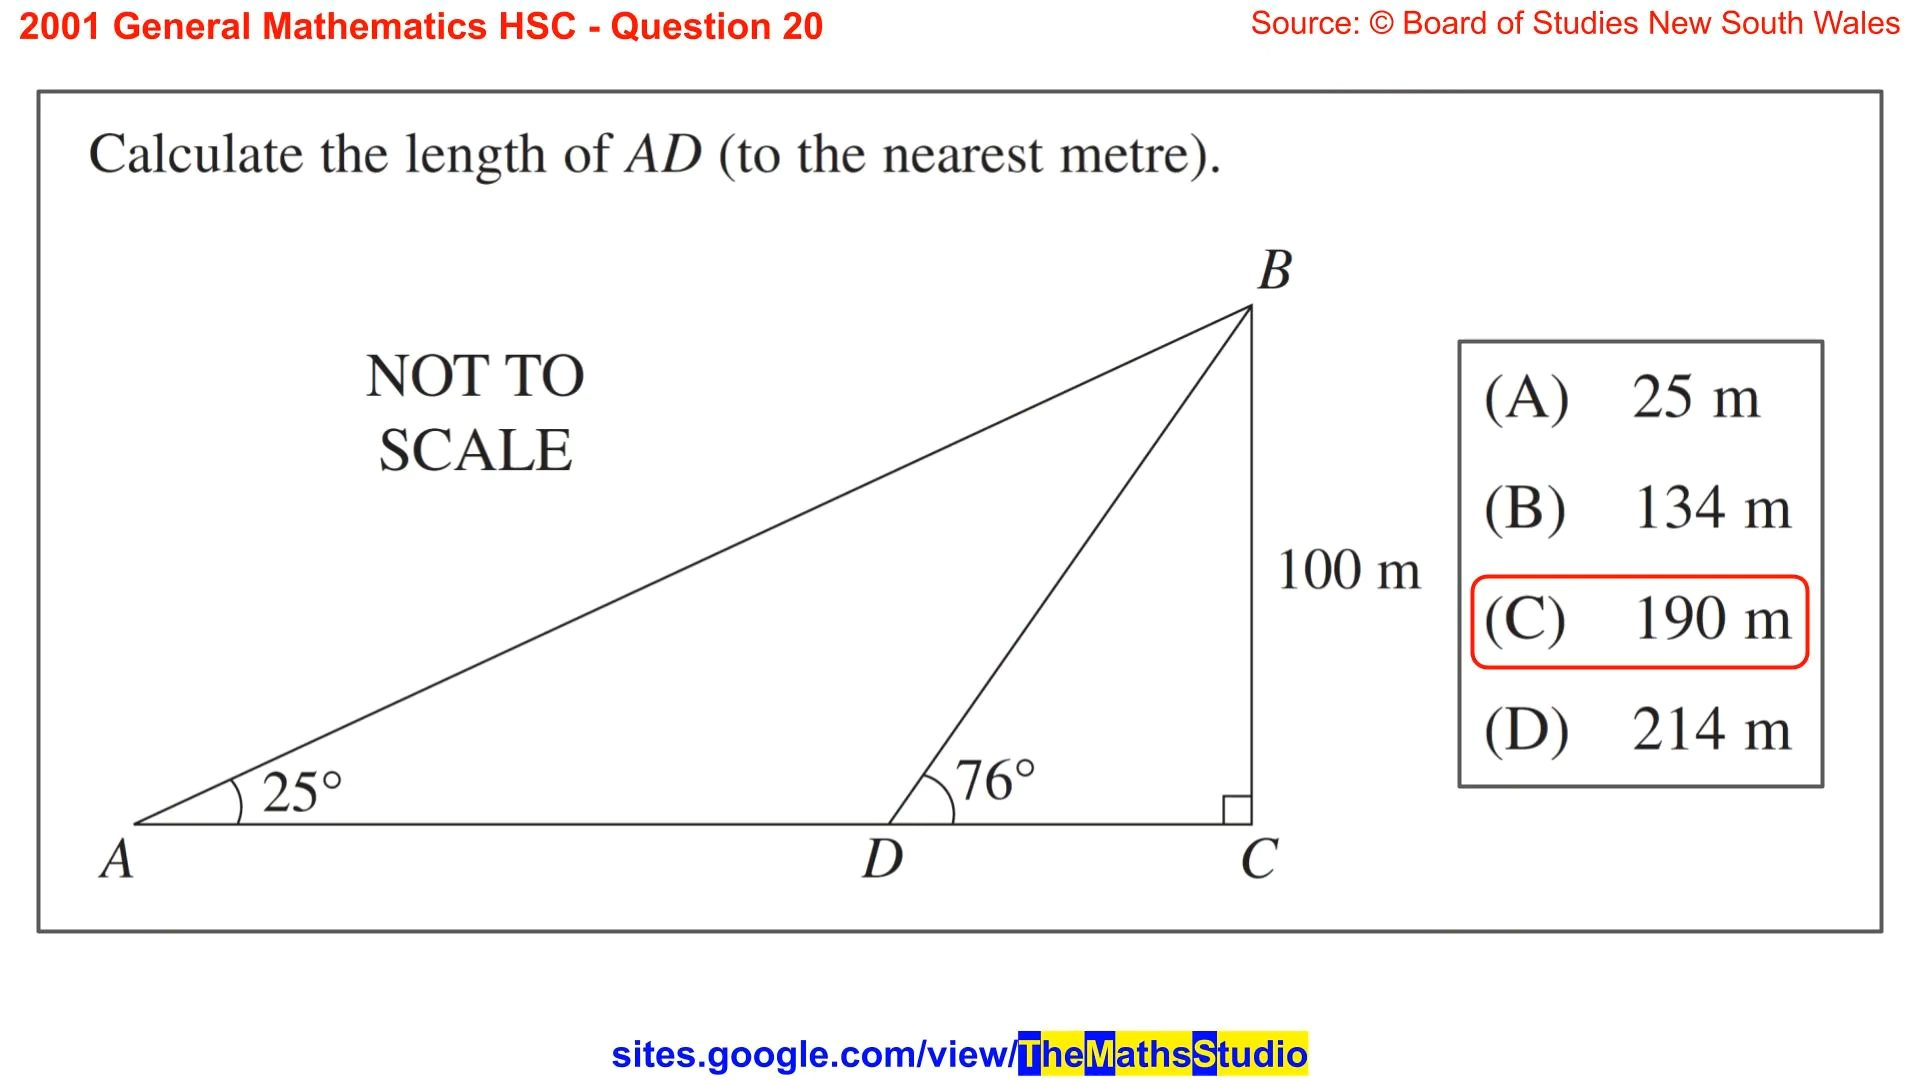 2001 General Mathematics HSC - Question 20
Source: © Board of Studies New South Wales
Calculate the length of AD (to the nearest metre).
NOT TO
SCALE
B
100 m
25°
76°
A
D
C
(A) 25 m
(B) 134 m
(C) 190 m
(D) 214 m
sites.google.com/view/TheMathsStudio